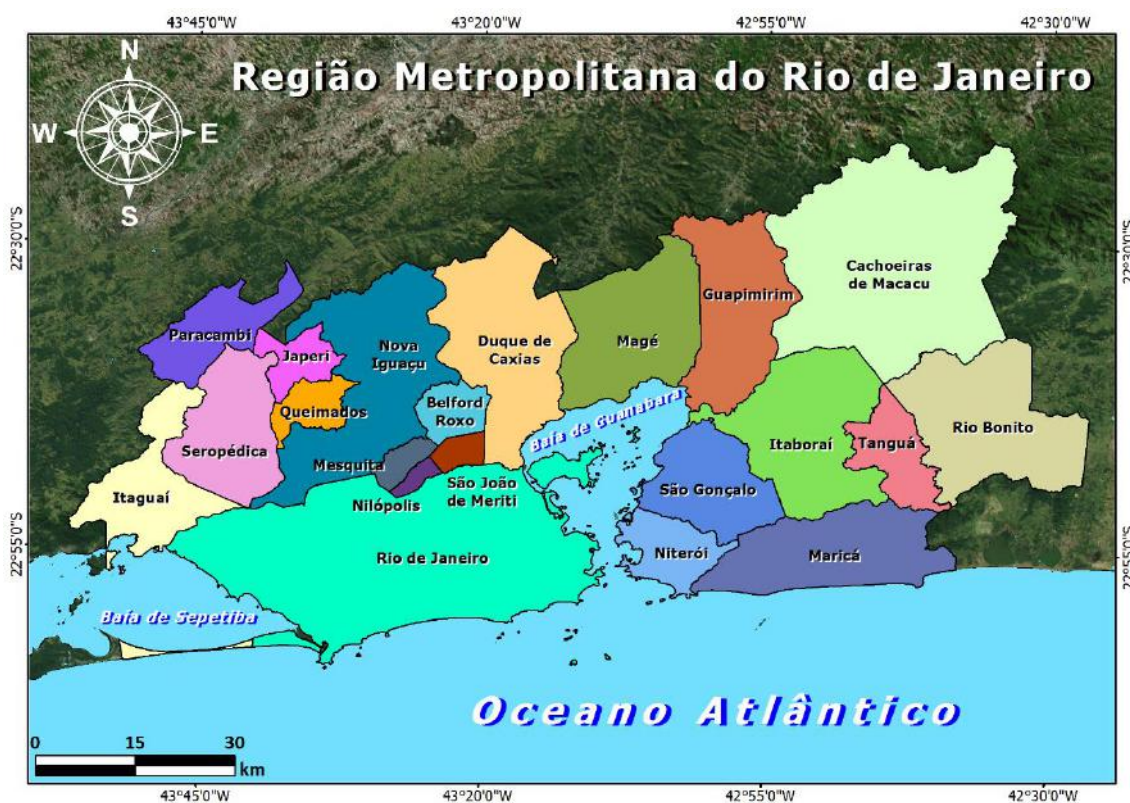 43°45'0"W 43°20'0"W 42°55'0"W 42°30'0"W
N
W E
S
Região Metropolitana do Rio de Janeiro
22°30'0"S
22°30'0"S
Cachoeiras
de Macacu
Guapimirim
Paracambi
Japeri
Nova
Iguaçu
Duque de
Caxias
Magé
Queimados
Belford
Roxo
Baía de Guanabara
Itaboraí
Tanguá
Rio Bonito
Seropédica
Mesquita
Itaguaí
Nilópolis
São João
de Meriti
São Gonçalo
Rio de Janeiro
Niterói
Maricá
22°55'0"S
22°55'0"S
Baía de Sepetiba
Oceano Atlântico
0 15 30
km
43°45'0"W 43°20'0"W 42°55'0"W 42°30'0"W